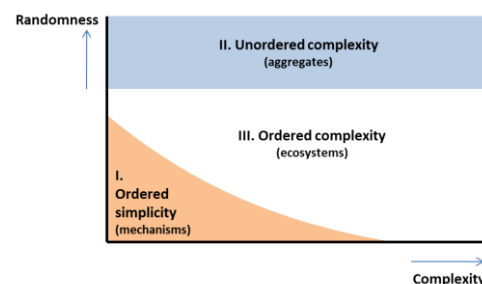 Randomness
II. Unordered complexity
(aggregates)
III. Ordered complexity
(ecosystems)
I.
Ordered
simplicity
(mechanisms)
Complexity